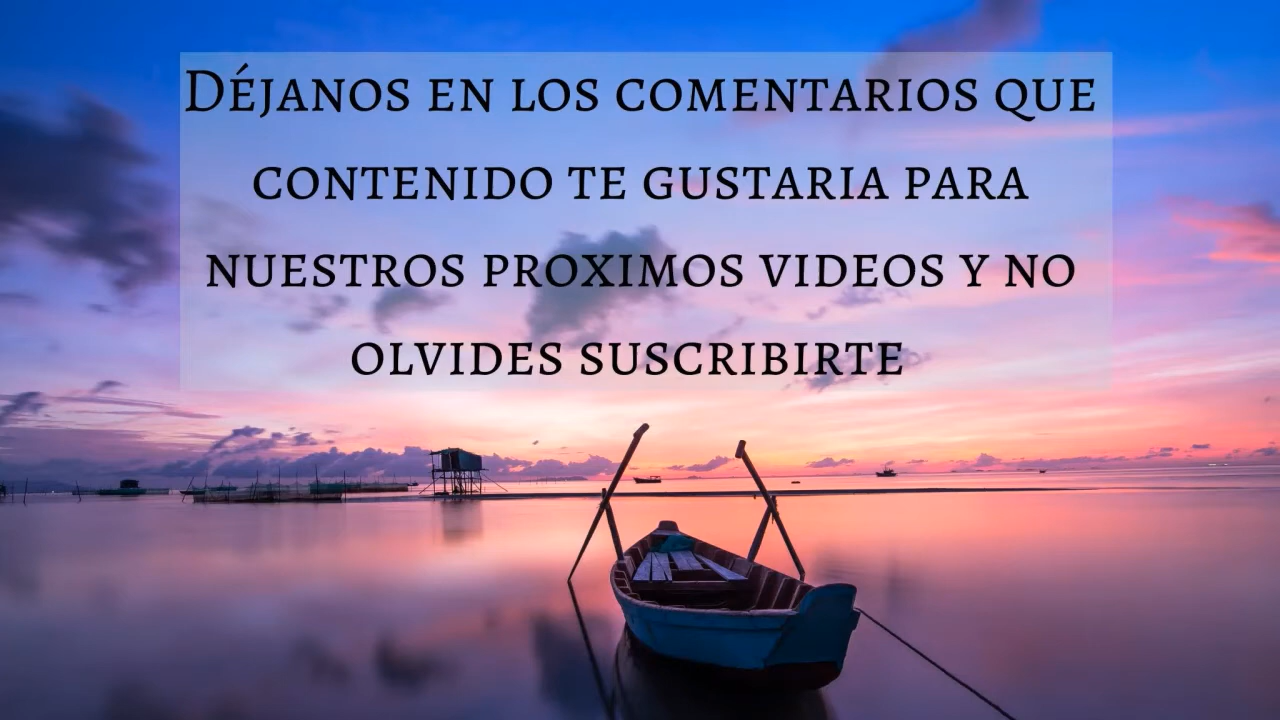 Déjanos en los comentarios que
contenido te gustaria para
nuestros proximos videos y no
olvides suscribirte